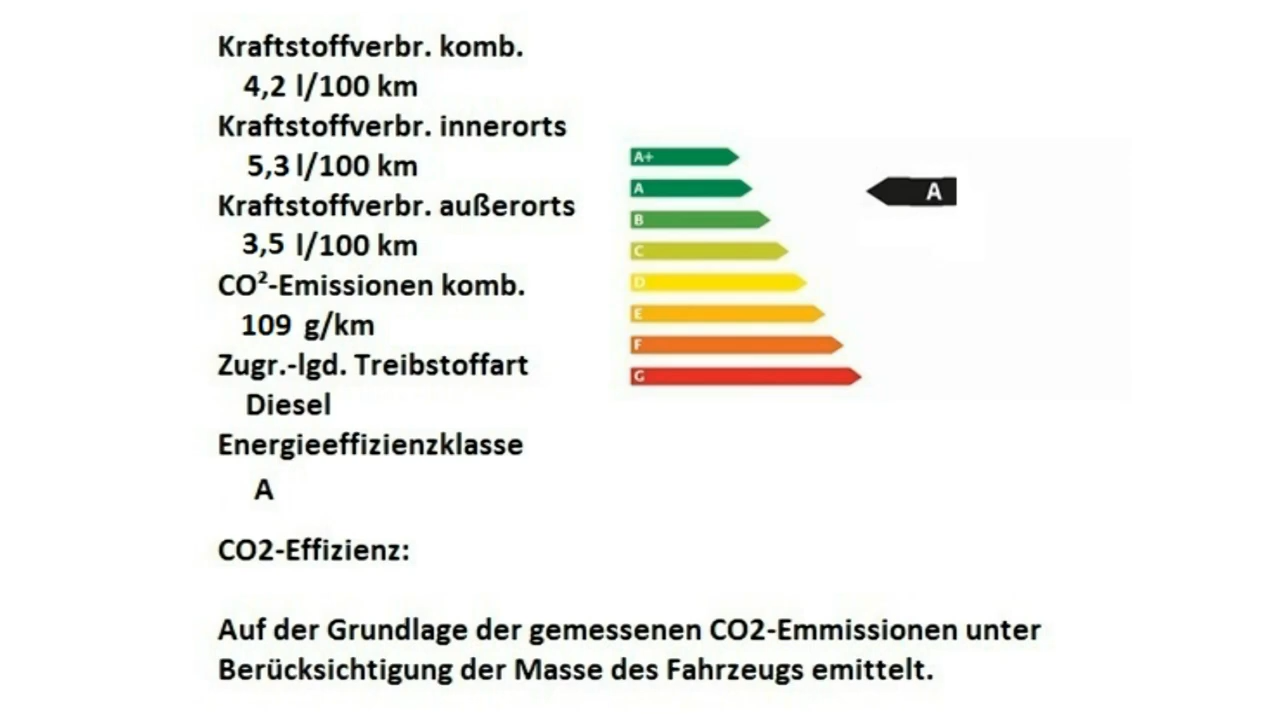 Kraftstoffverbr. komb.
4,2 l/100 km
Kraftstoffverbr. innerorts
5,3 l/100 km
Kraftstoffverbr. außerorts
3,5 l/100 km
CO²-Emissionen komb.
109 g/km
Zugr.-lgd. Treibstoffart
Diesel
Energieeffizienzklasse
A
A+
A
B
C
D
E
F
G
A
CO2-Effizienz:
Auf der Grundlage der gemessenen CO2-Emmissionen unter
Berücksichtigung der Masse des Fahrzeugs emittelt.